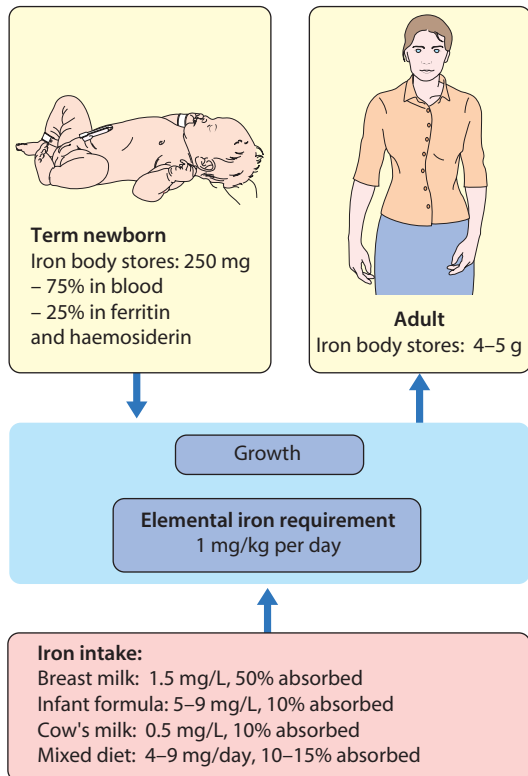 Term newborn
Iron body stores: 250 mg
– 75% in blood
– 25% in ferritin
and haemosiderin
Adult
Iron body stores:  4–5 g
Growth
Elemental iron requirement
1 mg/kg per day
Iron intake:
Breast milk:  1.5 mg/L, 50% absorbed
Infant formula: 5–9 mg/L, 10% absorbed
Cow's milk: 0.5 mg/L, 10% absorbed
Mixed diet: 4–9 mg/day, 10–15% absorbed